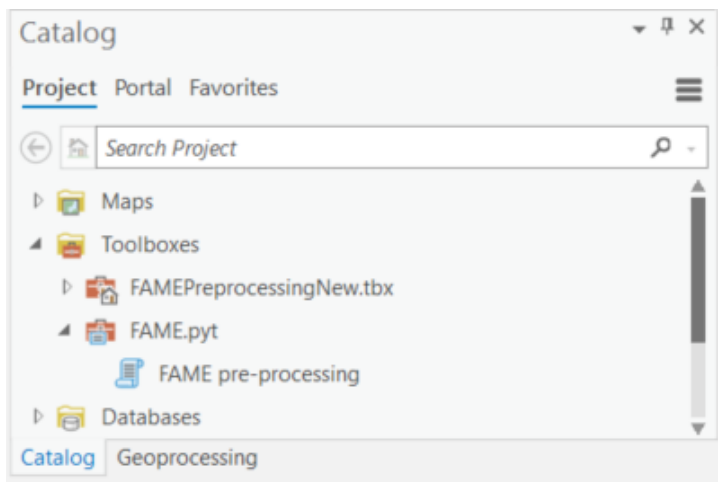 Catalog
Project Portal Favorites
Search Project
Maps
Toolboxes
FAMEPreprocessingNew.tbx
FAME.pyt
FAME pre-processing
Databases
Catalog Geoprocessing